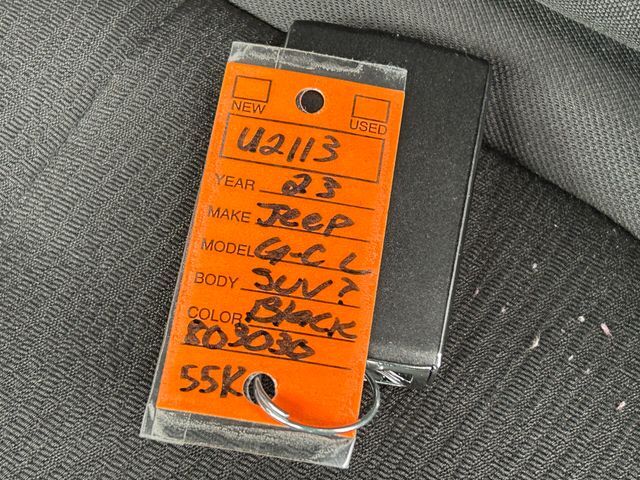 NEW USED
U2113
YEAR 23
MAKE Jeep
MODEL G-C L
BODY SUV?
COLOR Black
803030
55K